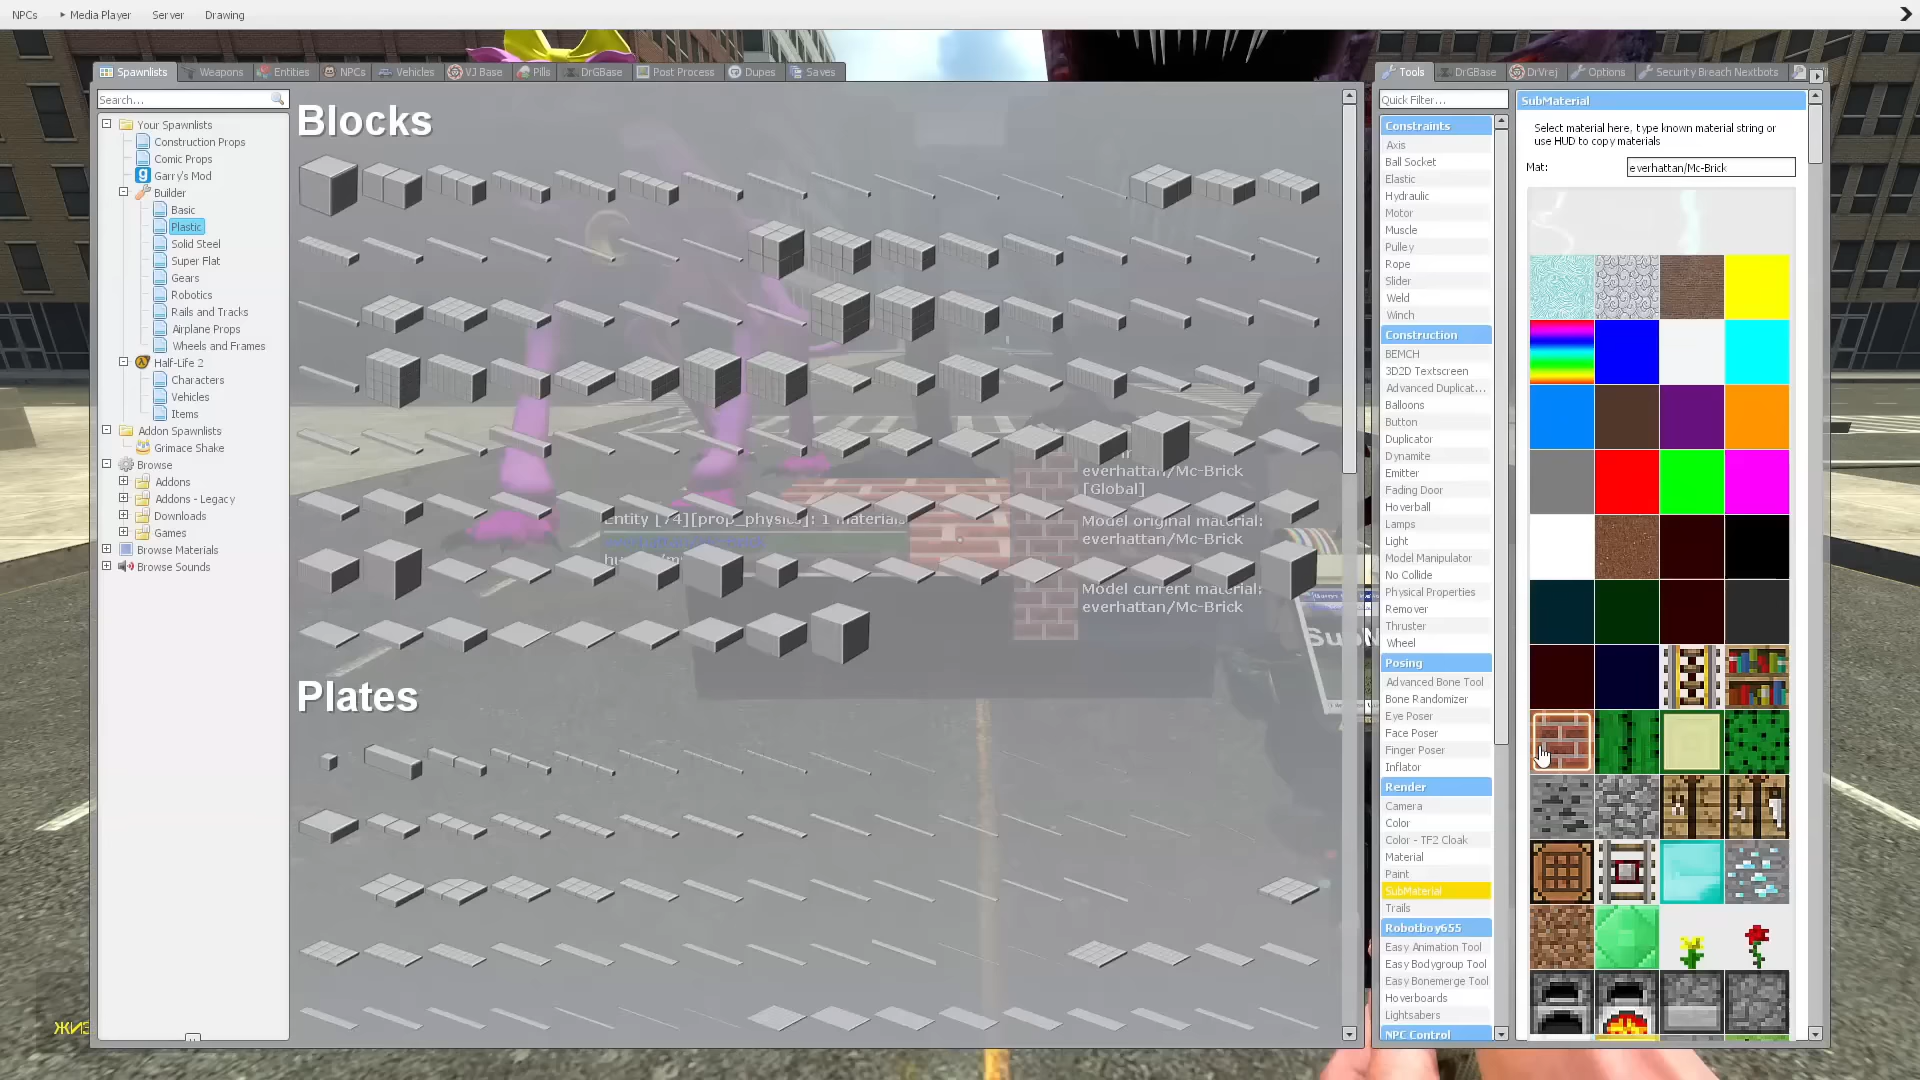 NPCs
Media Player
Server
Drawing
Spawnlists
Weapons
Entities
NPCs
Vehicles
VJ Base
Pills
DrGBase
Post Process
Dupes
Saves
Search...
Your Spawnlists
Construction Props
Comic Props
Garry's Mod
Builder
Basic
Plastic
Solid Steel
Super Flat
Gears
Robotics
Rails and Tracks
Airplane Props
Wheels and Frames
Half-Life 2
Characters
Vehicles
Items
Addon Spawnlists
Grimace Shake
Browse
Addons
Addons - Legacy
Downloads
Games
Browse Materials
Browse Sounds
Blocks
everhattan/Mc-Brick
[Global]
Entity [74][prop_physics]: 1 materials
Model original material:
everhattan/Mc-Brick
Model current material:
everhattan/Mc-Brick
Plates
ЖИЗ
Tools
DrGBase
DrVrej
Options
Security Breach Nextbots
Quick Filter...
Constraints
Axis
Ball Socket
Elastic
Hydraulic
Motor
Muscle
Pulley
Rope
Slider
Weld
Winch
Construction
BEMCH
3D2D Textscreen
Advanced Duplicat...
Balloons
Button
Duplicator
Dynamite
Emitter
Fading Door
Hoverball
Lamps
Light
Model Manipulator
No Collide
Physical Properties
Remover
Thruster
Wheel
Posing
Advanced Bone Tool
Bone Randomizer
Eye Poser
Face Poser
Finger Poser
Inflator
Render
Camera
Color
Color - TF2 Cloak
Material
Paint
SubMaterial
Trails
Robotboy655
Easy Animation Tool
Easy Bodygroup Tool
Easy Bonemerge Tool
Hoverboards
Lightsabers
NPC Control
SubMaterial
Select material here, type known material string or
use HUD to copy materials
Mat:
everhattan/Mc-Brick